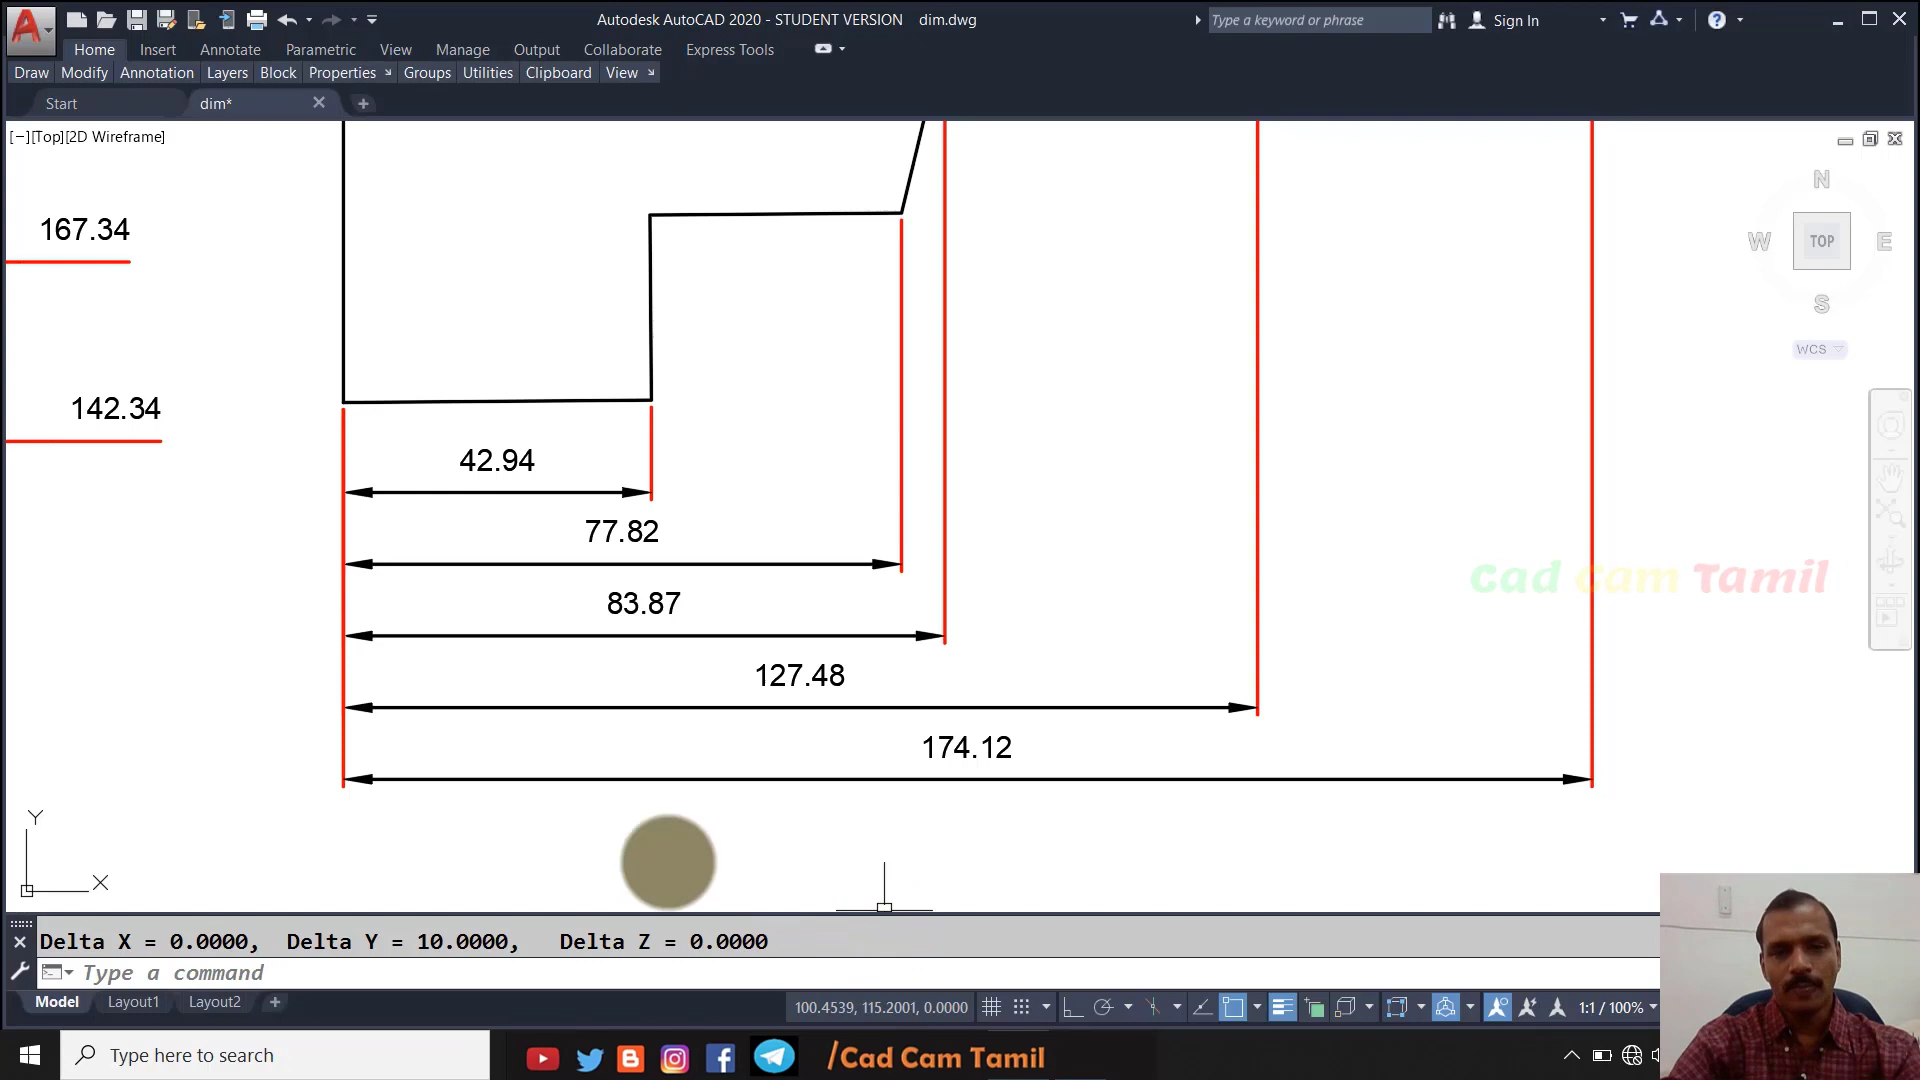 Autodesk AutoCAD 2020 - STUDENT VERSION dim.dwg
Type a keyword or phrase
Sign In
Home Insert Annotate Parametric View Manage Output Collaborate Express Tools
Draw Modify Annotation Layers Block Properties Groups Utilities Clipboard View
Start
dim*
[−][Top][2D Wireframe]
N
W TOP E
S
WCS
167.34
142.34
42.94
77.82
83.87
127.48
174.12
Cad Cam Tamil
Y
X
Delta X = 0.0000, Delta Y = 10.0000, Delta Z = 0.0000
Type a command
Model Layout1 Layout2
100.4539, 115.2001, 0.0000
1:1 / 100%
Type here to search
/Cad Cam Tamil